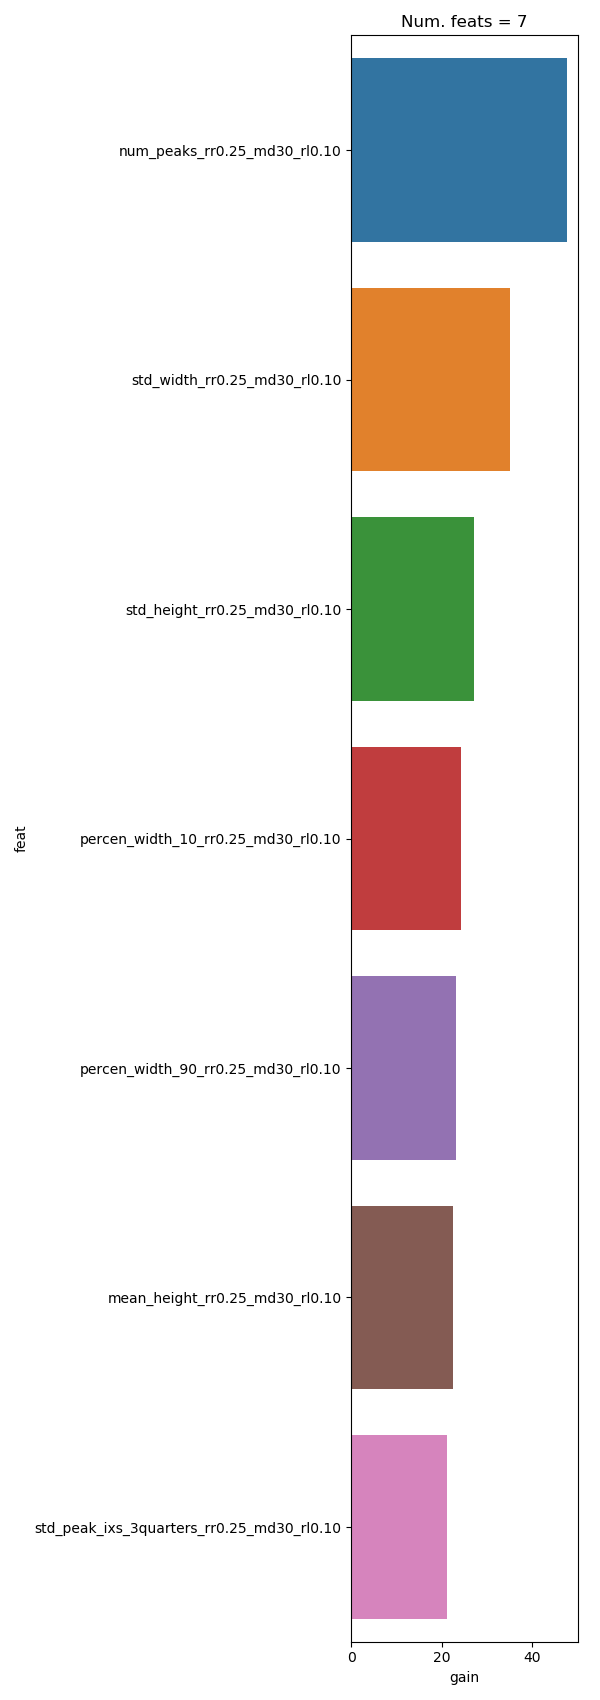 Num. feats = 7
num_peaks_rr0.25_md30_rl0.10
std_width_rr0.25_md30_rl0.10
std_height_rr0.25_md30_rl0.10
percen_width_10_rr0.25_md30_rl0.10
feat
percen_width_90_rr0.25_md30_rl0.10
mean_height_rr0.25_md30_rl0.10
std_peak_ixs_3quarters_rr0.25_md30_rl0.10
0 20 40
gain